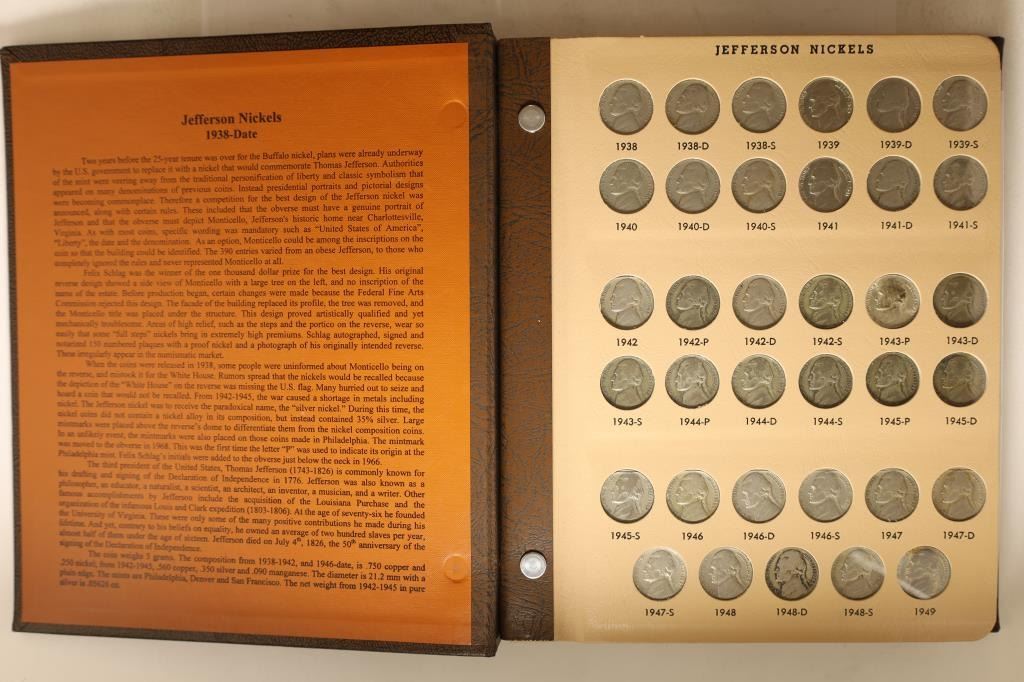 Jefferson Nickels
1938-Date
Two years before the 25-year tenure was over for the Buffalo nickel, plans were already underway
by the U.S. government to replace it with a nickel that would commemorate Thomas Jefferson. Authorities
of the mint were veering away from the traditional personification of liberty and classic symbolism that
appeared on many denominations of previous coins. Instead presidential portraits and pictorial designs
were becoming commonplace. Therefore a competition for the best design of the Jefferson nickel was
announced, along with certain rules. These included that the obverse must have a genuine portrait of
Jefferson and that the obverse must depict Monticello, Jefferson's historic home near Charlottesville,
Virginia. As with most coins, specific wording was mandatory such as "United States of America",
"Liberty", the date and the denomination. As an option, Monticello could be among the inscriptions on the
coin so that the building could be identified. The 390 entries varied from an obese Jefferson, to those who
completely ignored the rules and never represented Monticello at all.
Felix Schlag was the winner of the one thousand dollar prize for the best design. His original
reverse design showed a side view of Monticello with a large tree on the left, and no inscription of the
name of the estate. Before production began, certain changes were made because the Federal Fine Arts
Commission rejected this design. The facade of the building replaced its profile, the tree was removed, and
the Monticello title was placed under the structure. This design proved artistically qualified and yet
mechanically troublesome. Areas of high relief, such as the steps and the portico on the reverse, wear so
easily that some "full steps" nickels bring in extremely high premiums. Schlag autographed, signed and
notarized 150 numbered plaques with a proof nickel and a photograph of his originally intended reverse.
These irregularly appear in the numismatic market.
When the coins were released in 1938, some people were uninformed about Monticello being on
the reverse, and mistook it for the White House. Rumors spread that the nickels would be recalled because
the depiction of the "White House" on the reverse was missing the U.S. flag. Many hurried out to seize and
hoard a coin that would not be recalled. From 1942-1945, the war caused a shortage in metals including
nickel. The Jefferson nickel was to receive the paradoxical name, the "silver nickel." During this time, the
nickel coins did not contain a nickel alloy in its composition, but instead contained 35% silver. Large
mintmarks were placed above the reverse's dome to differentiate them from the nickel composition coins.
In an unlikely event, the mintmarks were also placed on those coins made in Philadelphia. The mintmark
was moved to the obverse in 1968. This was the first time the letter "P" was used to indicate its origin at the
Philadelphia mint. Felix Schlag's initials were added to the obverse just below the neck in 1966.
The third president of the United States, Thomas Jefferson (1743-1826) is commonly known for
his drafting and signing of the Declaration of Independence in 1776. Jefferson was also known as a
philosopher, an educator, a naturalist, a scientist, an architect, an inventor, a musician, and a writer. Other
famous accomplishments by Jefferson include the acquisition of the Louisiana Purchase and the
organization of the infamous Louis and Clark expedition (1803-1806). At the age of seventy-six he founded
the University of Virginia. These were only some of the many positive contributions he made during his
lifetime. And yet, contrary to his beliefs on equality, he owned an average of two hundred slaves per year,
almost half of them under the age of sixteen. Jefferson died on July 4th, 1826, the 50th anniversary of the
signing of the Declaration of Independence.
The coin weighs 5 grams. The composition from 1938-1942, and 1946-date, is .750 copper and
.250 nickel, from 1942-1945, .560 copper, .350 silver and .090 manganese. The diameter is 21.2 mm with a
plain edge. The mints are Philadelphia, Denver and San Francisco. The net weight from 1942-1945 in pure
silver is .05626 oz.
JEFFERSON NICKELS
1938 1938-D 1938-S 1939 1939-D 1939-S
1940 1940-D 1940-S 1941 1941-D 1941-S
1942 1942-P 1942-D 1942-S 1943-P 1943-D
1943-S 1944-P 1944-D 1944-S 1945-P 1945-D
1945-S 1946 1946-D 1946-S 1947 1947-D
1947-S 1948 1948-D 1948-S 1949